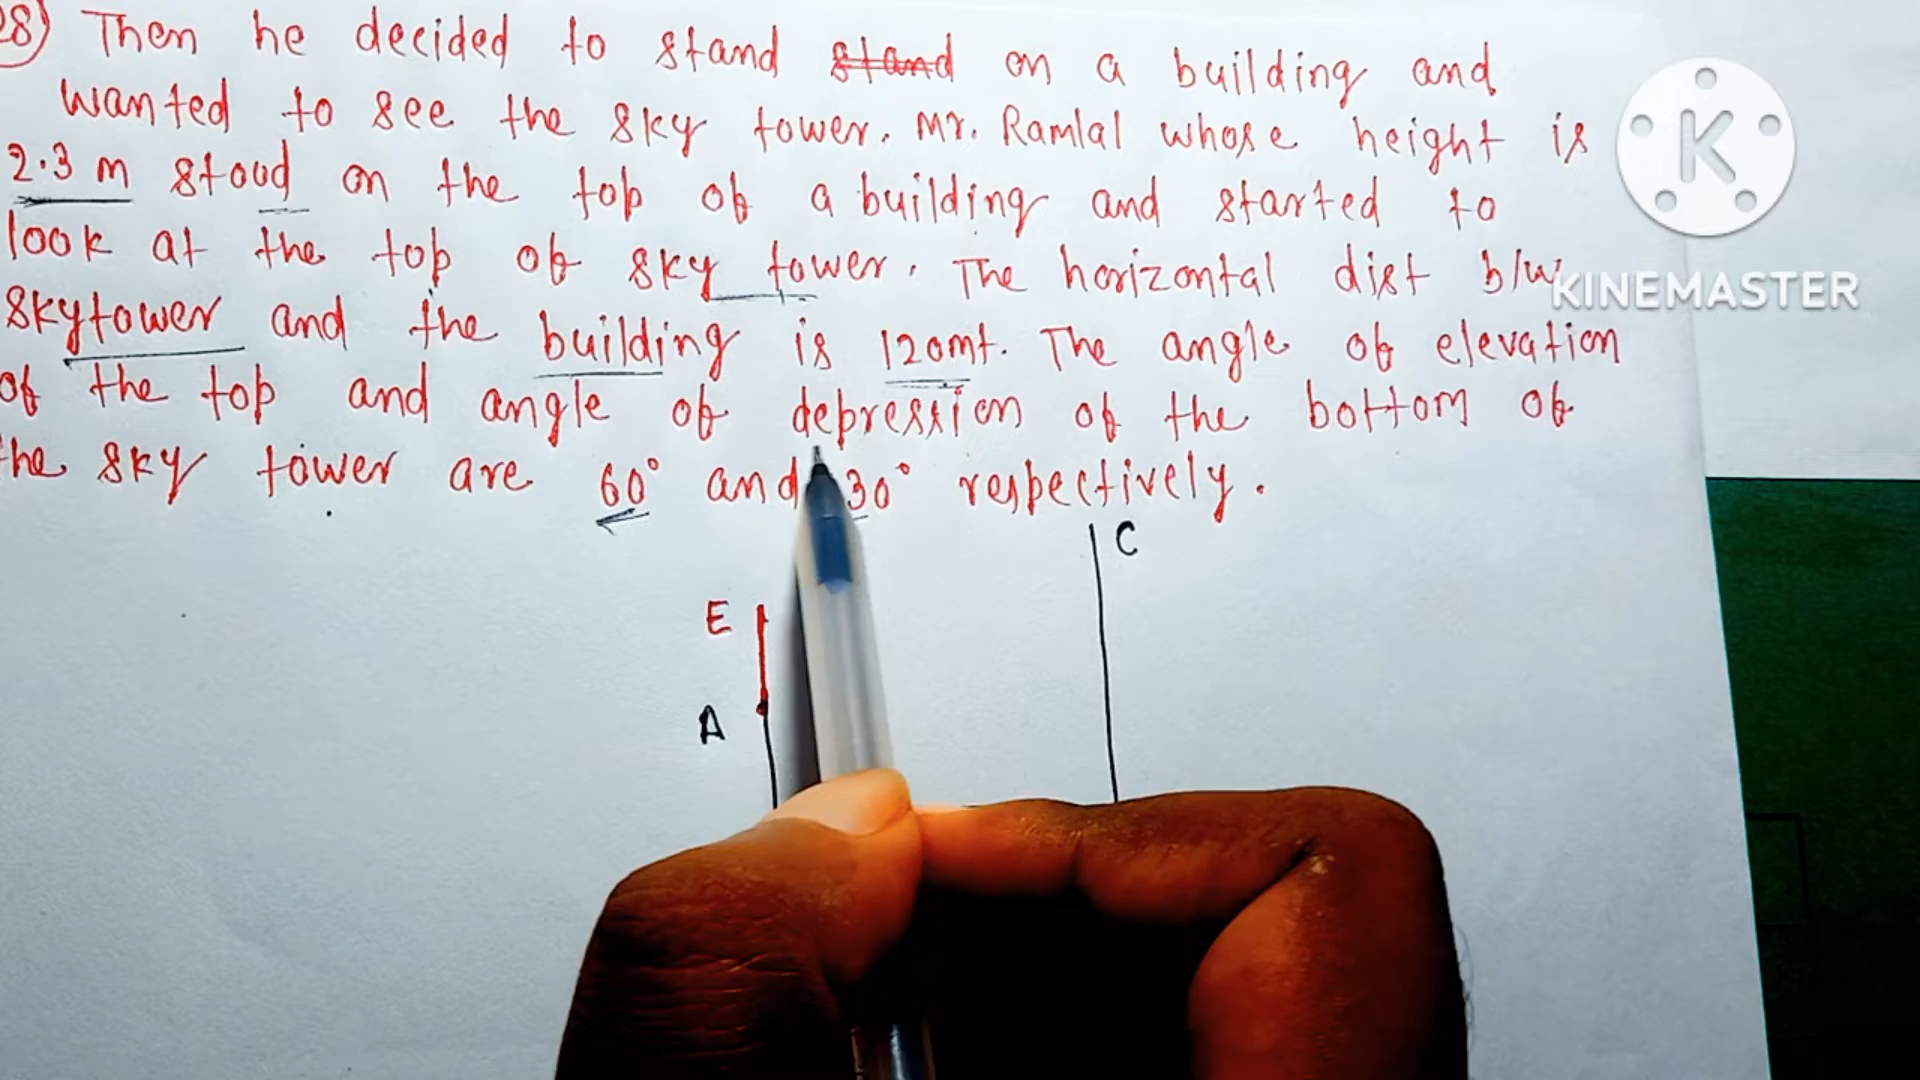 28) Then he decided to stand stand on a building and
wanted to see the sky tower. Mr. Ramlal whose height is
2.3 m stood on the top of a building and started to
look at the top of sky tower. The horizontal dist b/w
skytower and the building is 120mt. The angle of elevation
of the top and angle of depression of the bottom of
the sky tower are 60° and 30° respectively.
C
E
A
K
KINEMASTER